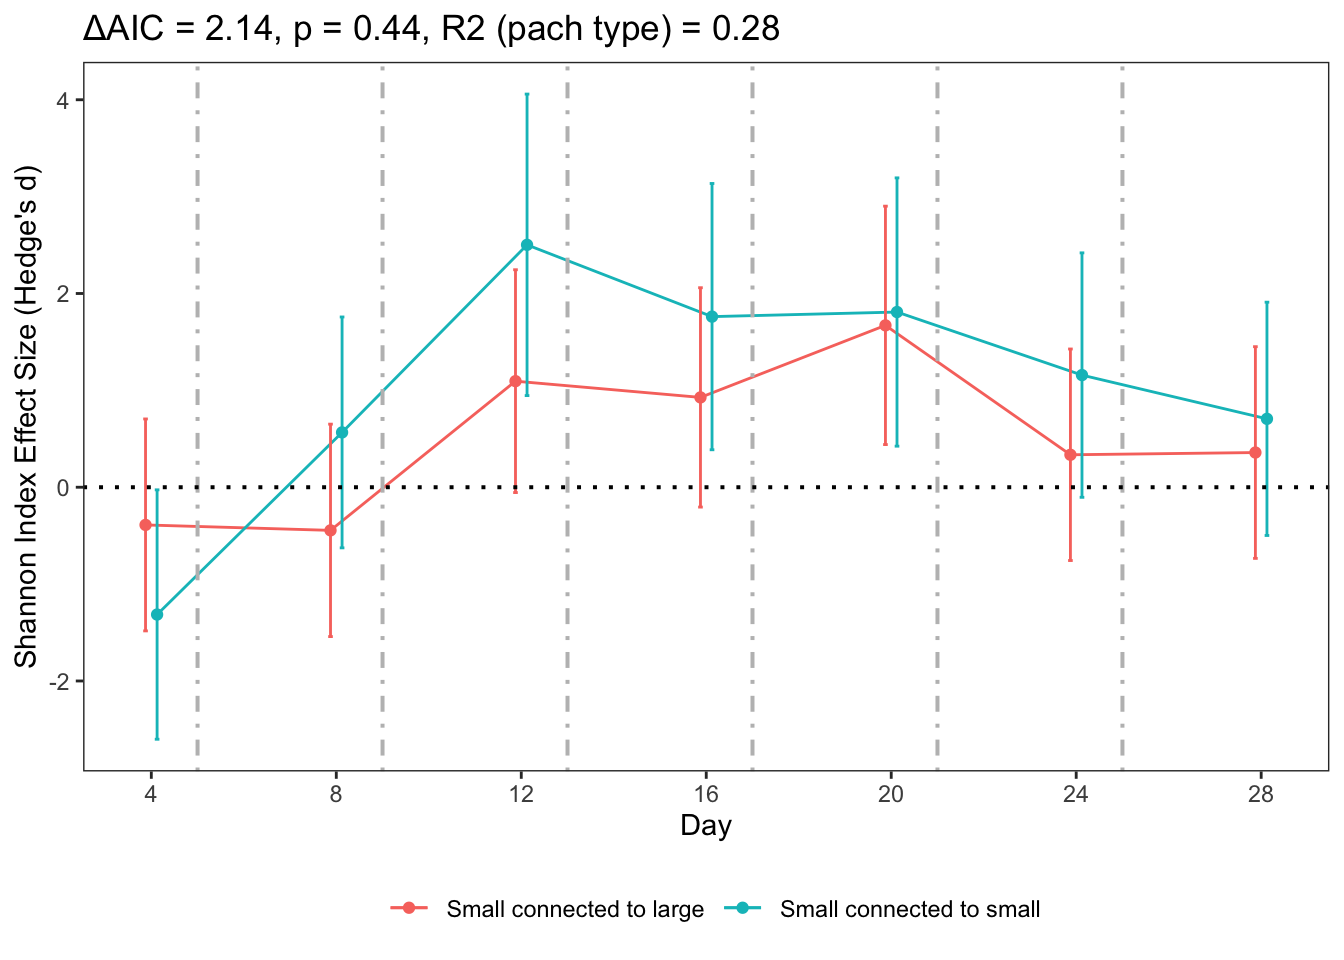 ΔAIC = 2.14, p = 0.44, R2 (pach type) = 0.28
Shannon Index Effect Size (Hedge's d)
4
2
0
-2
4 8 12 16 20 24 28
Day
Small connected to large Small connected to small